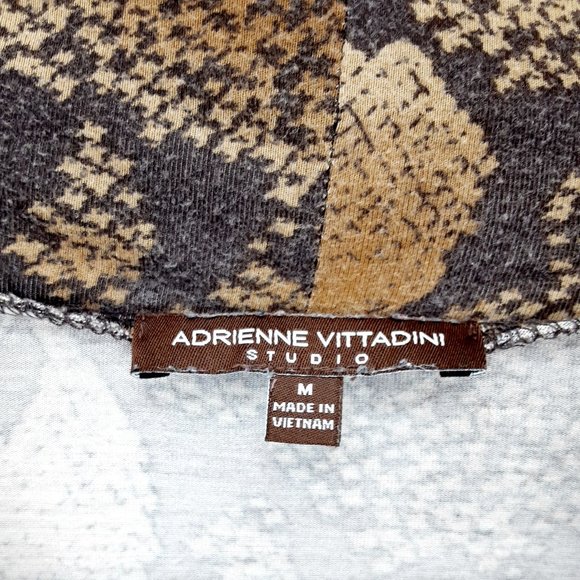 ADRIENNE VITTADINI
STUDIO
M
MADE IN
VIETNAM